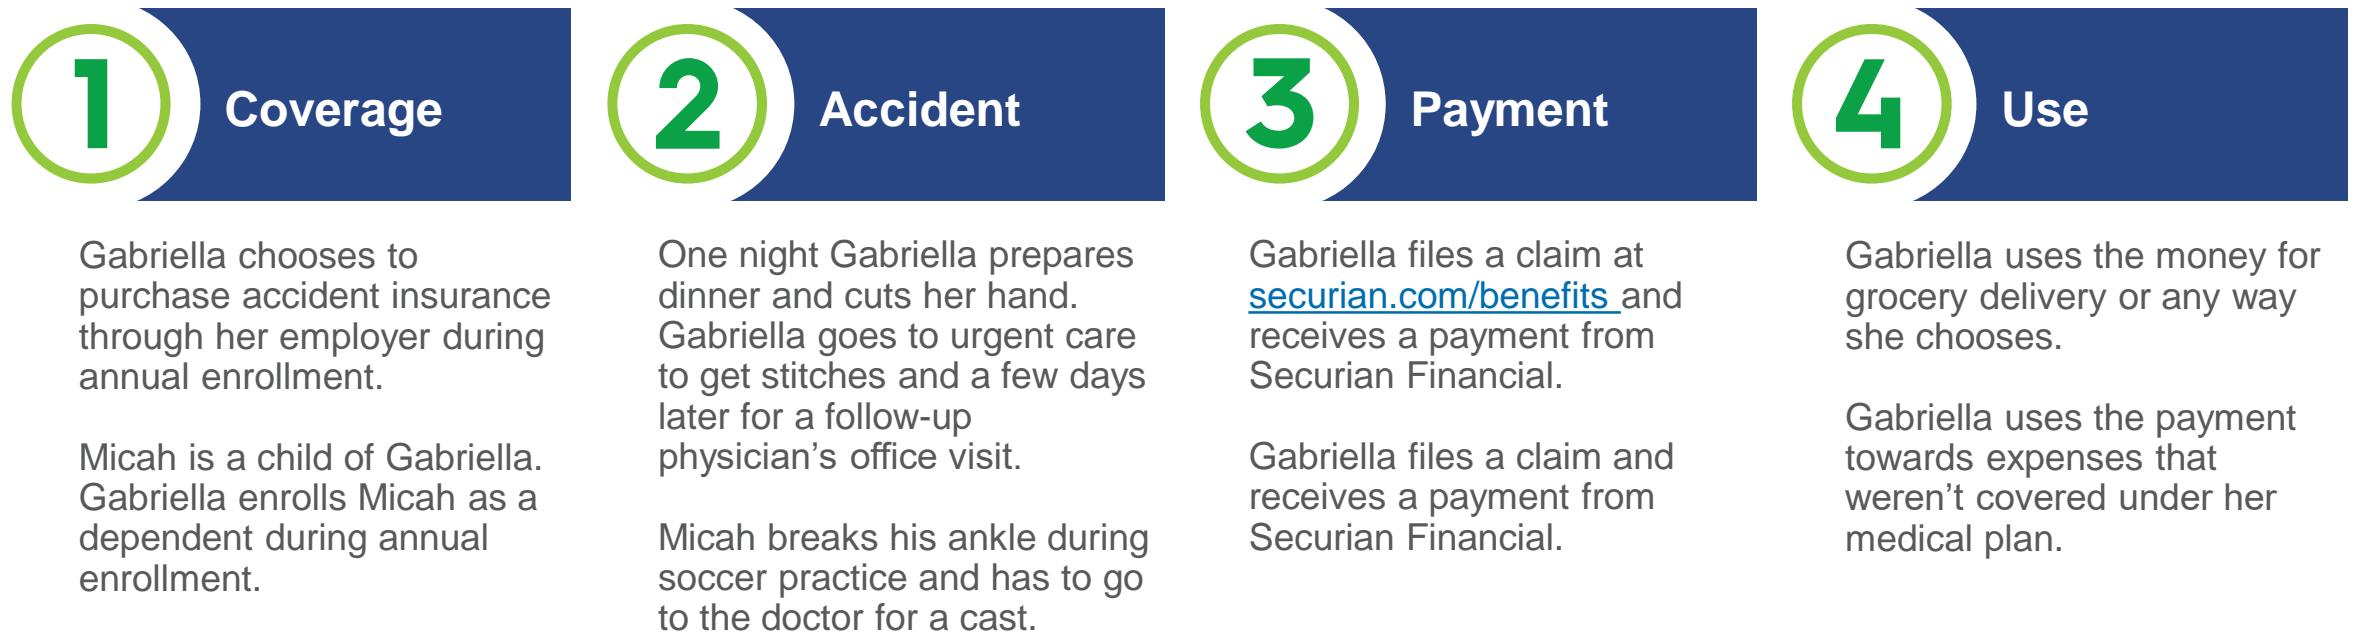 1
Coverage
Gabriella chooses to
purchase accident insurance
through her employer during
annual enrollment.
Micah is a child of Gabriella.
Gabriella enrolls Micah as a
dependent during annual
enrollment.
2
Accident
One night Gabriella prepares
dinner and cuts her hand.
Gabriella goes to urgent care
to get stitches and a few days
later for a follow-up
physician’s office visit.
Micah breaks his ankle during
soccer practice and has to go
to the doctor for a cast.
3
Payment
Gabriella files a claim at
securian.com/benefits and
receives a payment from
Securian Financial.
Gabriella files a claim and
receives a payment from
Securian Financial.
4
Use
Gabriella uses the money for
grocery delivery or any way
she chooses.
Gabriella uses the payment
towards expenses that
weren’t covered under her
medical plan.